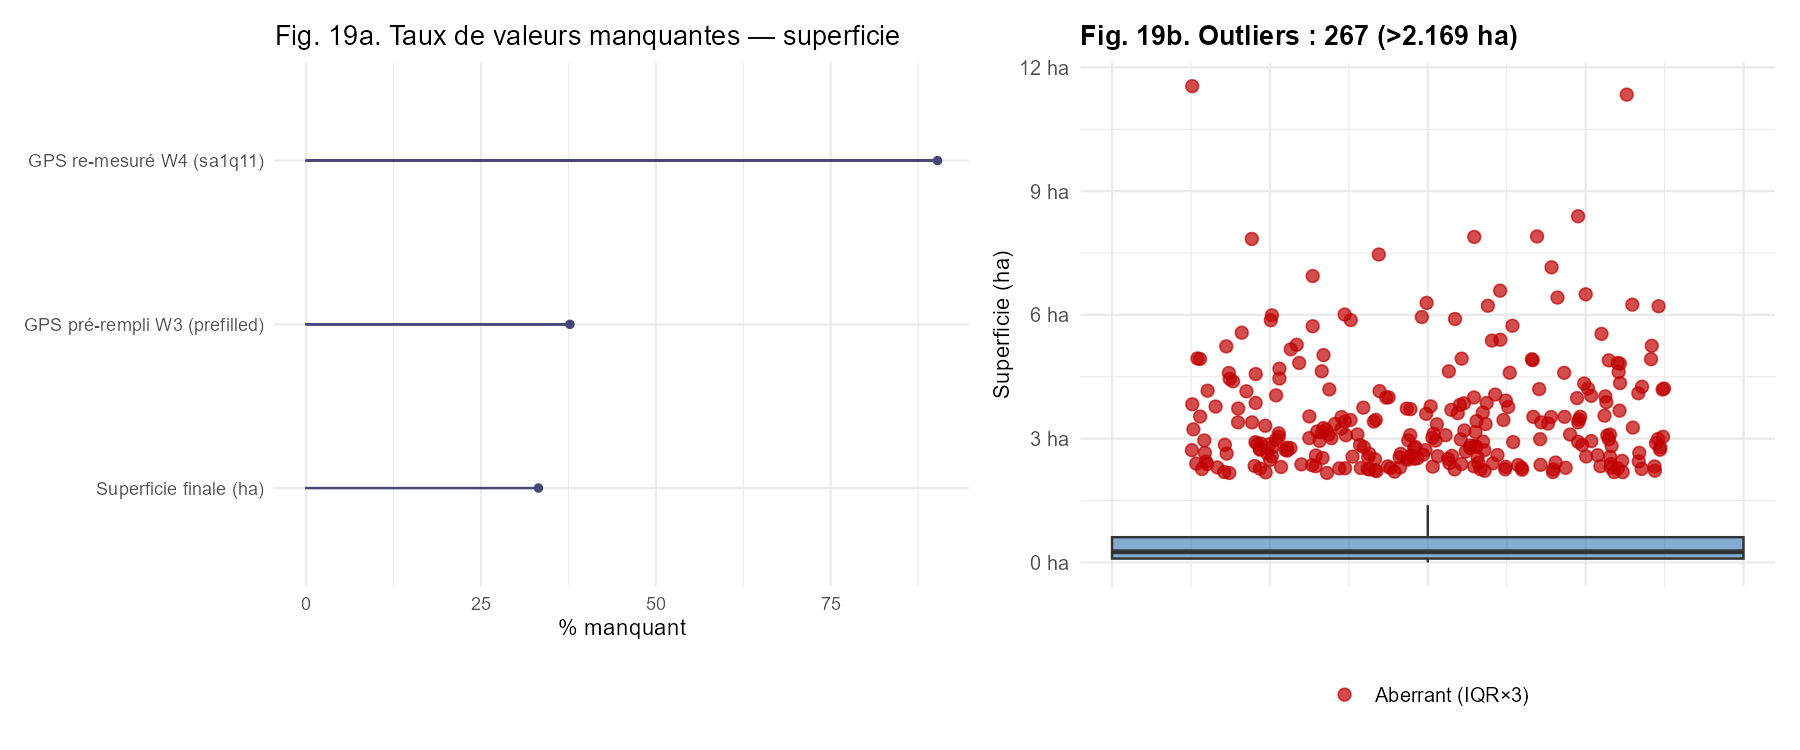 Fig. 19a. Taux de valeurs manquantes — superficie
GPS re-mesuré W4 (sa1q11)
GPS pré-rempli W3 (prefilled)
Superficie finale (ha)
0
25
50
75
% manquant
Fig. 19b. Outliers : 267 (>2.169 ha)
12 ha
9 ha
6 ha
3 ha
0 ha
Superficie (ha)
Aberrant (IQR×3)